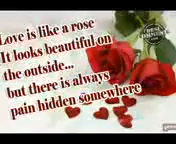 Love is like a rose
It looks beautiful on
the outside...
but there is always
pain hidden somewhere